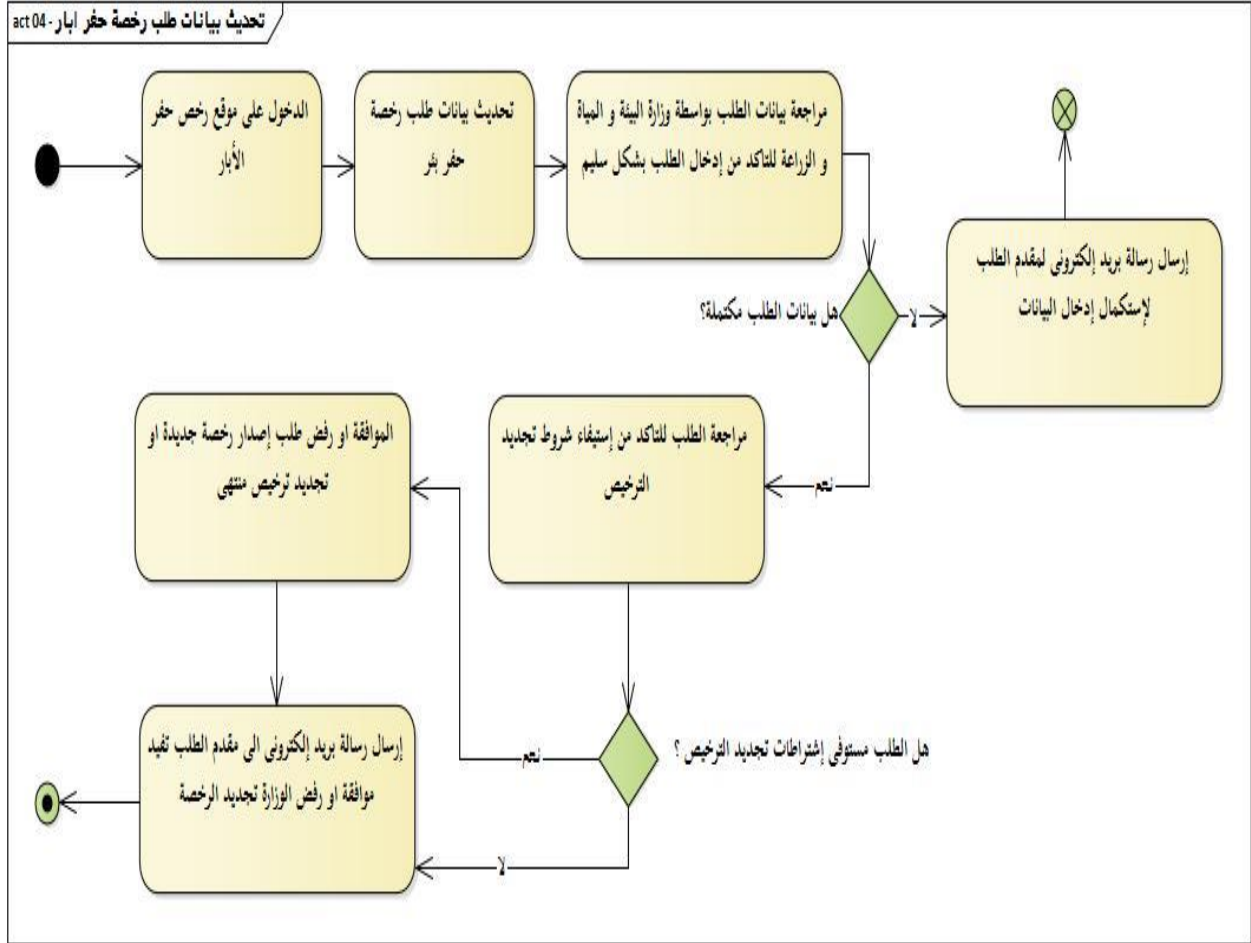 act 04 - تحديث بيانات طلب رخصة حفر ابار
الدخول على موقع رخص حفر
الأبار
تحديث بيانات طلب رخصة
حفر بئر
مراجعة بيانات الطلب بواسطة وزارة البيئة و المياة
و الزراعة للتاكد من إدخال الطلب بشكل سليم
إرسال رسالة بريد إلكترونى لمقدم الطلب
لإستكمال إدخال البيانات
هل بيانات الطلب مكتملة؟
لا
نعم
مراجعة الطلب للتاكد من إستيفاء شروط تجديد
الترخيص
الموافقة او رفض طلب إصدار رخصة جديدة او
تجديد ترخيص منتهى
هل الطلب مستوفى إشتراطات تجديد الترخيص ؟
نعم
لا
إرسال رسالة بريد إلكترونى الى مقدم الطلب تفيد
موافقة او رفض الوزارة تجديد الرخصة